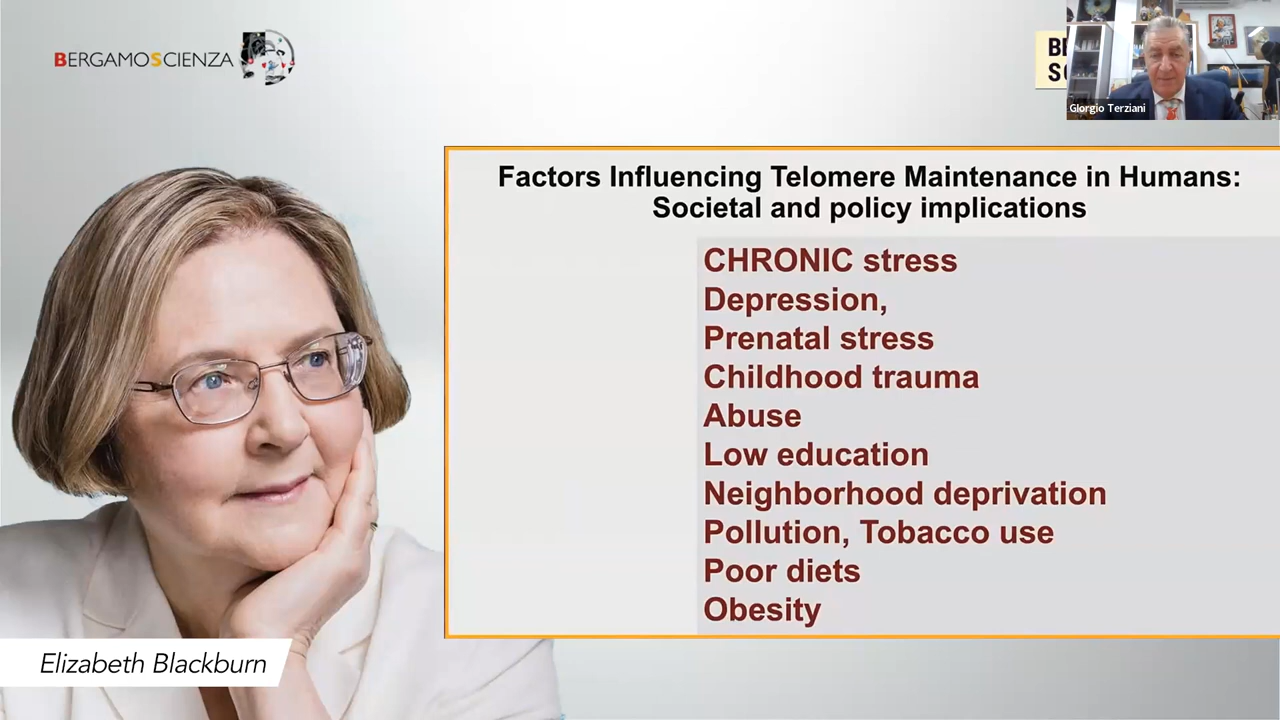 BERGAMOSCIENZA
Giorgio Terziani
Factors Influencing Telomere Maintenance in Humans:
Societal and policy implications
CHRONIC stress
Depression,
Prenatal stress
Childhood trauma
Abuse
Low education
Neighborhood deprivation
Pollution, Tobacco use
Poor diets
Obesity
Elizabeth Blackburn